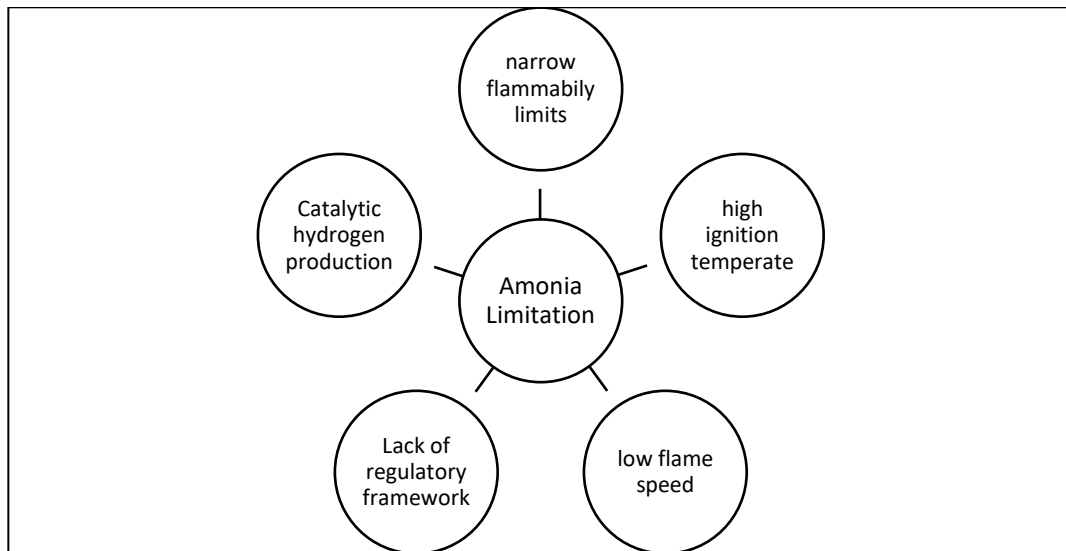 narrow
flammabily
limits
Catalytic
hydrogen
production
high
ignition
temperate
Amonia
Limitation
Lack of
regulatory
framework
low flame
speed